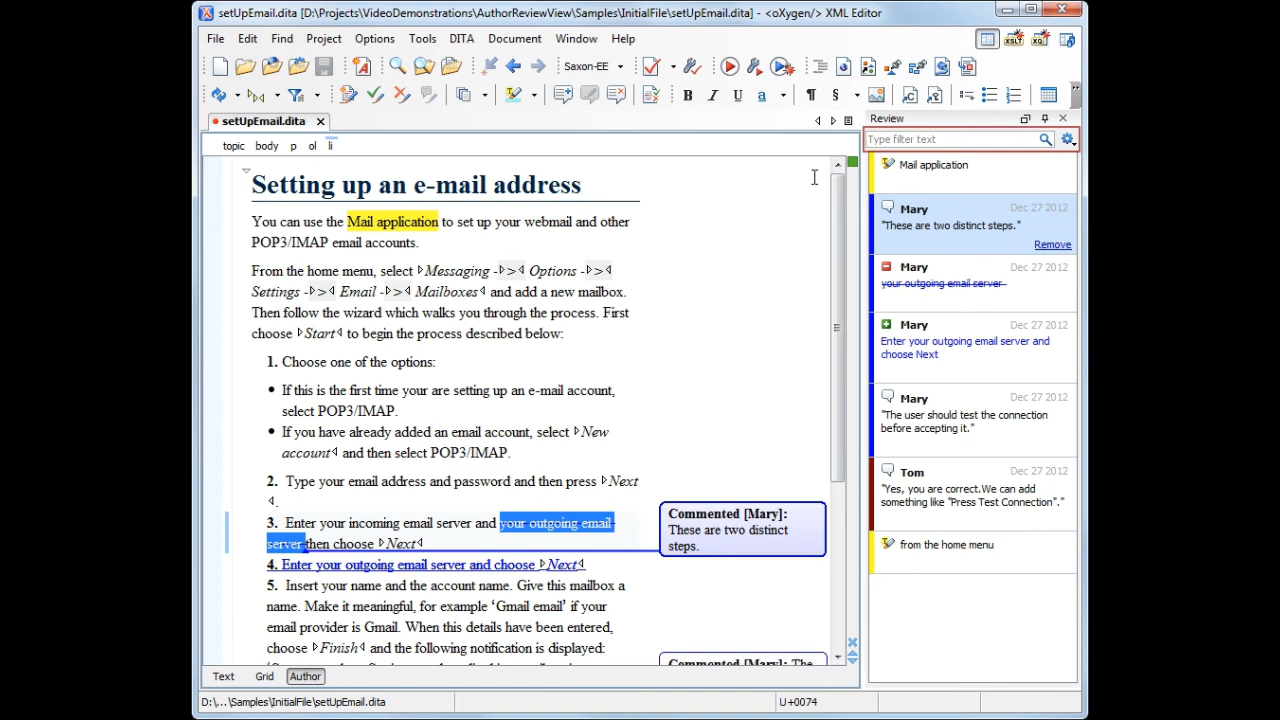 setUpEmail.dita [D:\Projects\VideoDemonstrations\AuthorReviewView\Samples\InitialFile\setUpEmail.dita] - <oXygen/> XML Editor
File Edit Find Project Options Tools DITA Document Window Help
Saxon-EE
setUpEmail.dita
topic body p ol li
Setting up an e-mail address
You can use the Mail application to set up your webmail and other
POP3/IMAP email accounts.
From the home menu, select Messaging -> Options ->
Settings -> Email -> Mailboxes and add a new mailbox.
Then follow the wizard which walks you through the process. First
choose Start to begin the process described below:
1. Choose one of the options:
• If this is the first time your are setting up an e-mail account,
select POP3/IMAP.
• If you have already added an email account, select New
account and then select POP3/IMAP.
2. Type your email address and password and then press Next
.
3. Enter your incoming email server and your outgoing email
server then choose Next
4. Enter your outgoing email server and choose Next
5. Insert your name and the account name. Give this mailbox a
name. Make it meaningful, for example ‘Gmail email’ if your
email provider is Gmail. When this details have been entered,
choose Finish and the following notification is displayed:
Commented [Mary]:
These are two distinct
steps.
Commented [Mary]: The
Review
Type filter text
Mail application
Mary Dec 27 2012
"These are two distinct steps."
Remove
Mary Dec 27 2012
your outgoing email server
Mary Dec 27 2012
Enter your outgoing email server and
choose Next
Mary Dec 27 2012
"The user should test the connection
before accepting it."
Tom Dec 27 2012
"Yes, you are correct.We can add
something like "Press Test Connection"."
from the home menu
Text Grid Author
D:\...\Samples\InitialFile\setUpEmail.dita U+0074